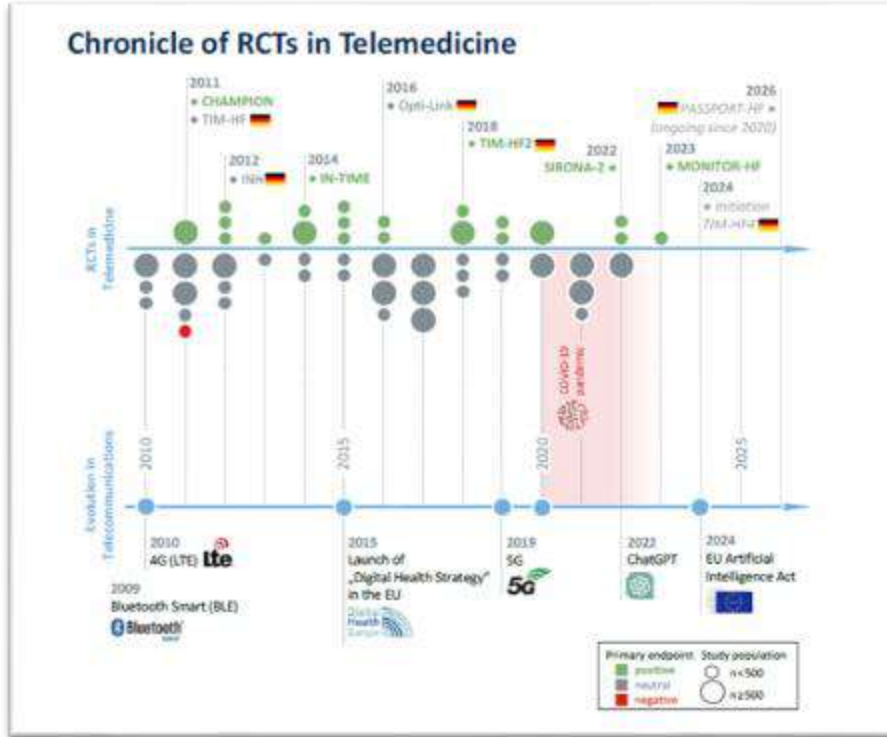 Chronicle of RCTs in Telemedicine
2011
• CHAMPION
• TIM-HF
2012
• INH
2014
• IN-TIME
2016
• Opti-Link
2018
• TIM-HF2
2022
SIRONA-2 •
2026
PASSPORT-HF •
(ongoing since 2020)
2023
• MONITOR-HF
2024
• Initiation
TIM-HF4
RCTs in
Telemedicine
COVID-19
pandemic
Evolution in
Telecommunications
2010
2015
2020
2025
2010
4G (LTE) Lte
2009
Bluetooth Smart (BLE)
Bluetooth
2015
Launch of
„Digital Health Strategy"
in the EU
Digital
Health
Europe
2019
5G
5G
2022
ChatGPT
2024
EU Artificial
Intelligence Act
Primary endpoint
positive
neutral
negative
Study population
n<500
n≥500